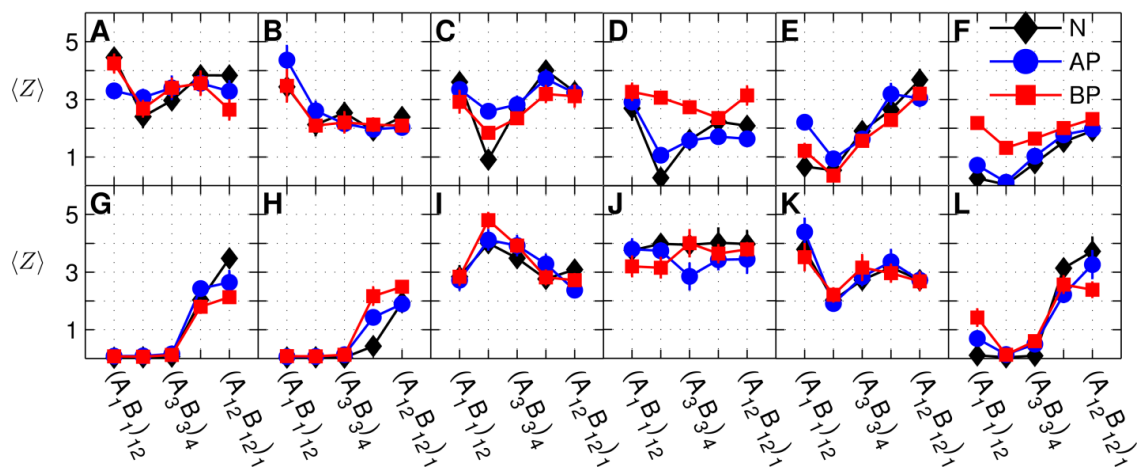 A B C D E F
N
AP
BP
5
3
1
⟨Z⟩
G H I J K L
5
3
1
⟨Z⟩
(A₁B₁)₁₂ (A₃B₃)₄ (A₁₂B₁₂)₁ (A₁B₁)₁₂ (A₃B₃)₄ (A₁₂B₁₂)₁ (A₁B₁)₁₂ (A₃B₃)₄ (A₁₂B₁₂)₁ (A₁B₁)₁₂ (A₃B₃)₄ (A₁₂B₁₂)₁ (A₁B₁)₁₂ (A₃B₃)₄ (A₁₂B₁₂)₁ (A₁B₁)₁₂ (A₃B₃)₄ (A₁₂B₁₂)₁